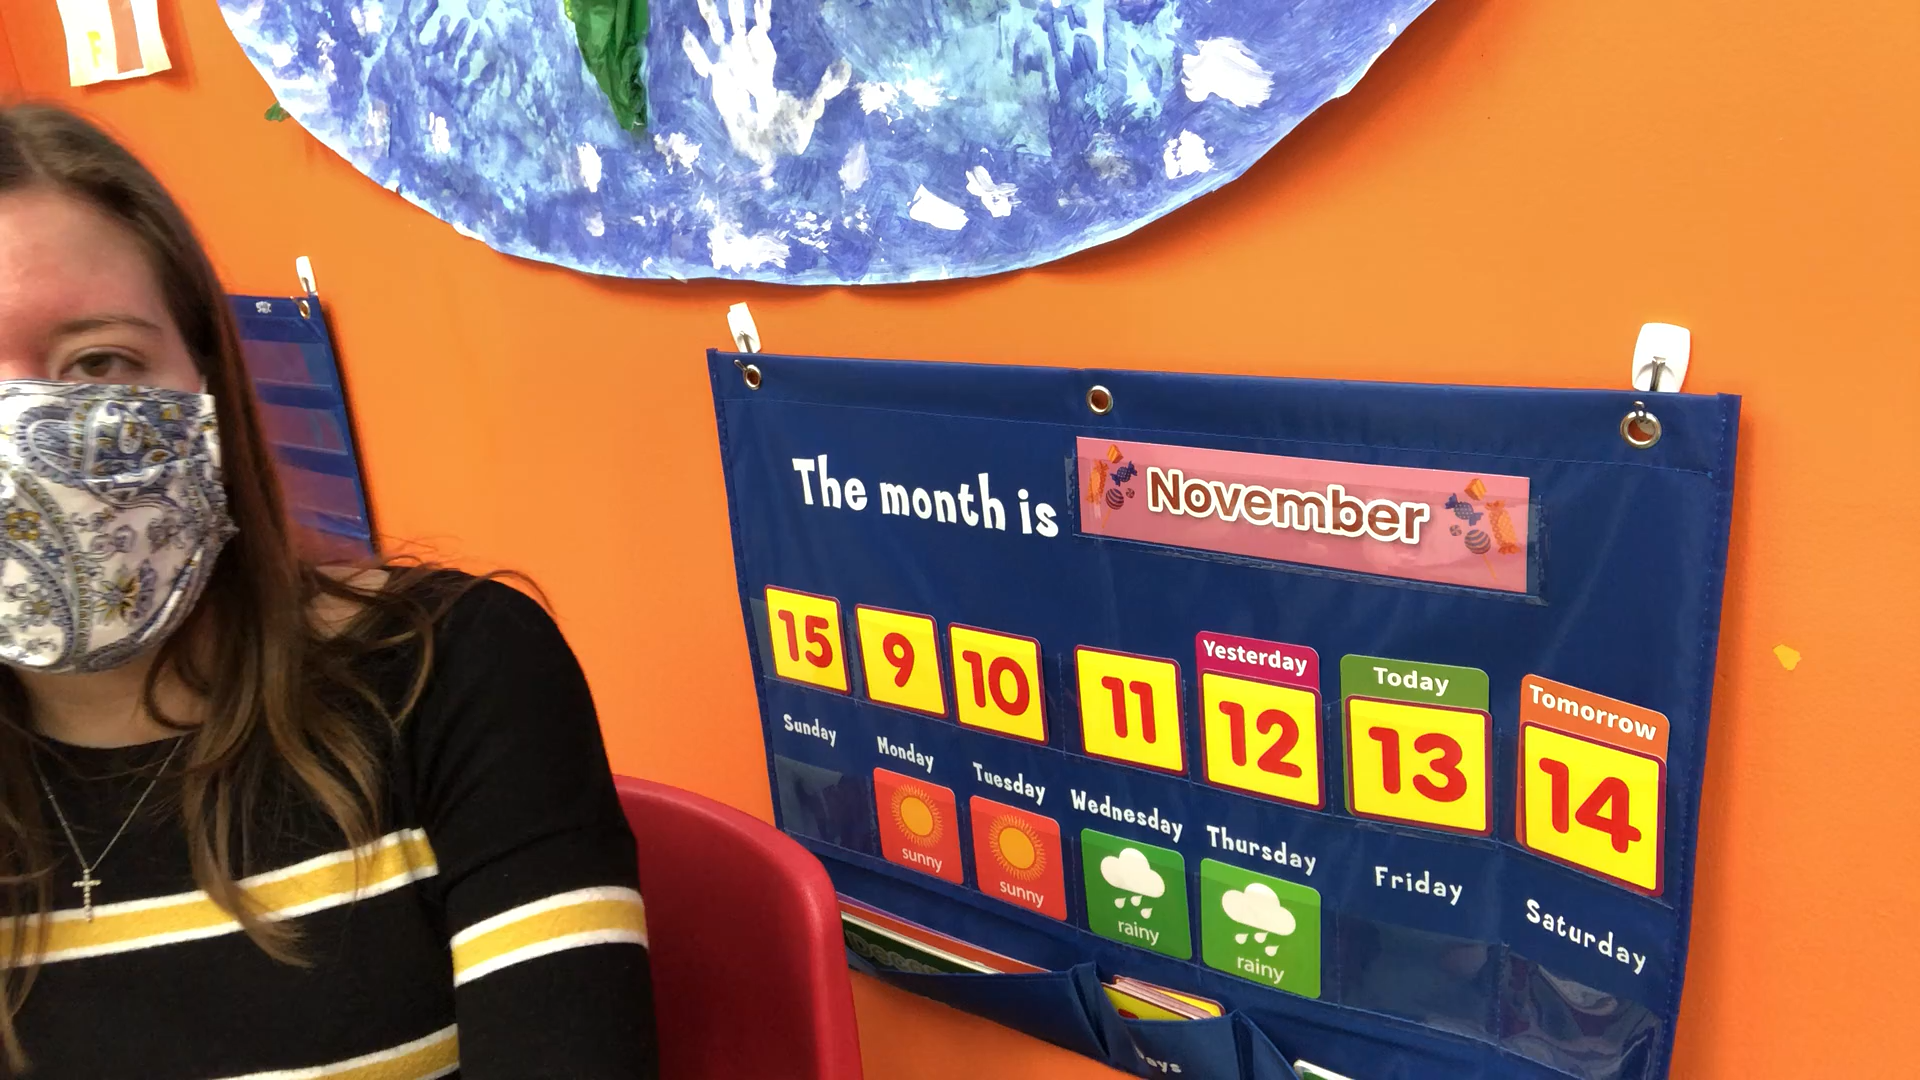 The month is November
Yesterday Today Tomorrow
15 9 10 11 12 13 14
Sunday Monday Tuesday Wednesday Thursday Friday Saturday
sunny sunny rainy rainy